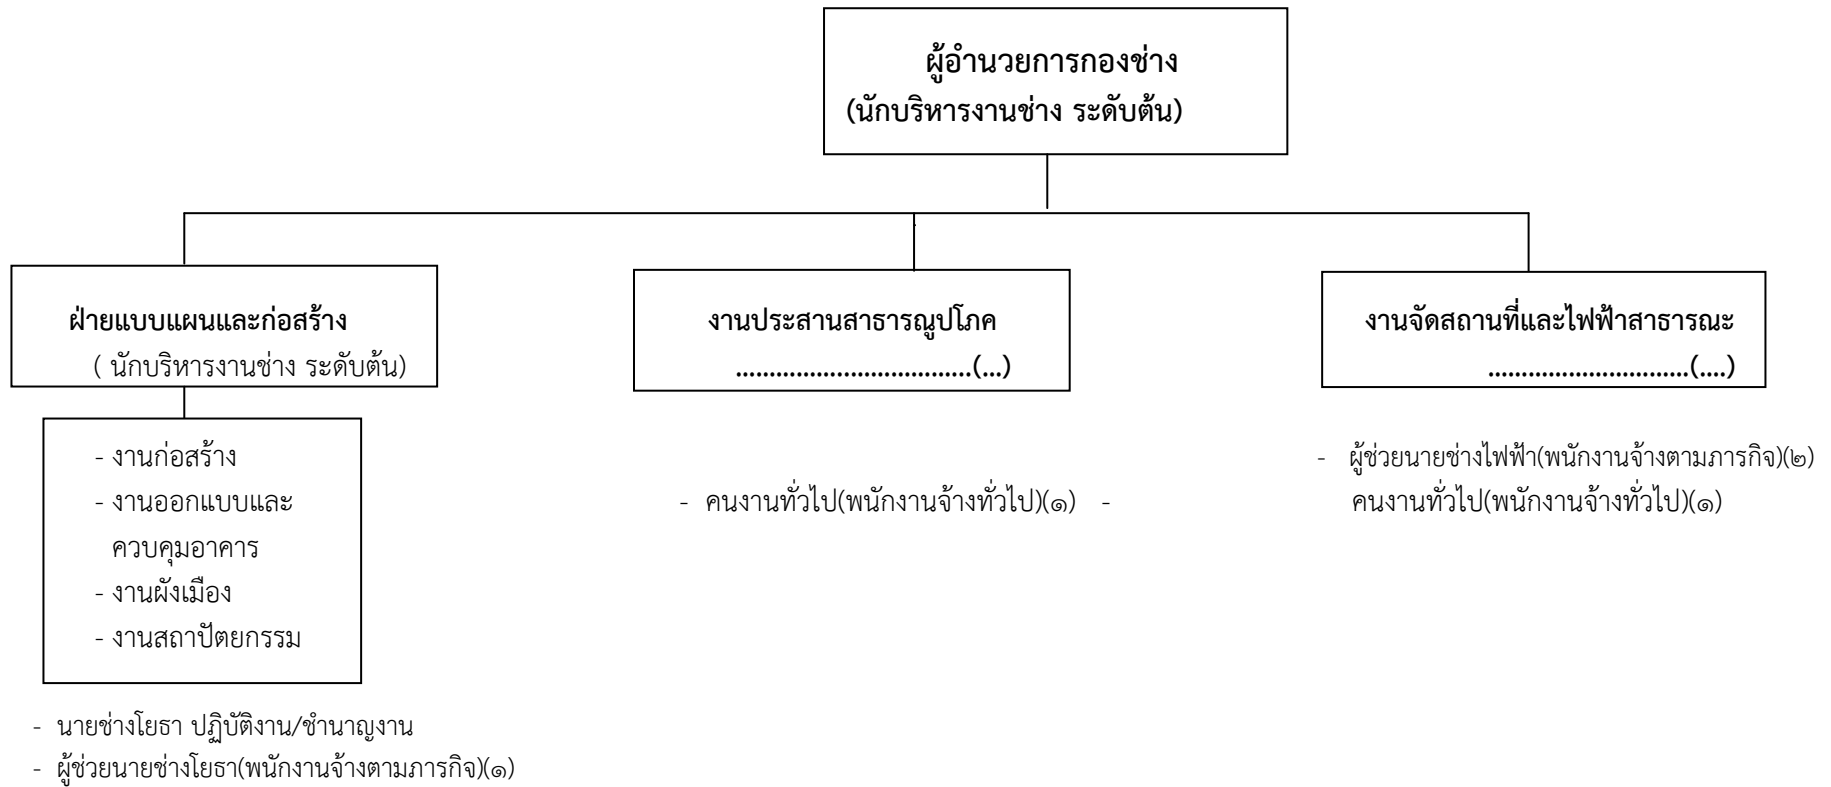 ผู้อำนวยการกองช่าง
(นักบริหารงานช่าง ระดับต้น)
ฝ่ายแบบแผนและก่อสร้าง
( นักบริหารงานช่าง ระดับต้น)
งานประสานสาธารณูปโภค
...................................(...)
งานจัดสถานที่และไฟฟ้าสาธารณะ
..............................(....)
- งานก่อสร้าง
- งานออกแบบและ
ควบคุมอาคาร
- งานผังเมือง
- งานสถาปัตยกรรม
- คนงานทั่วไป(พนักงานจ้างทั่วไป)(๑) -
- ผู้ช่วยนายช่างไฟฟ้า(พนักงานจ้างตามภารกิจ)(๒)
คนงานทั่วไป(พนักงานจ้างทั่วไป)(๑)
- นายช่างโยธา ปฏิบัติงาน/ชำนาญงาน
- ผู้ช่วยนายช่างโยธา(พนักงานจ้างตามภารกิจ)(๑)